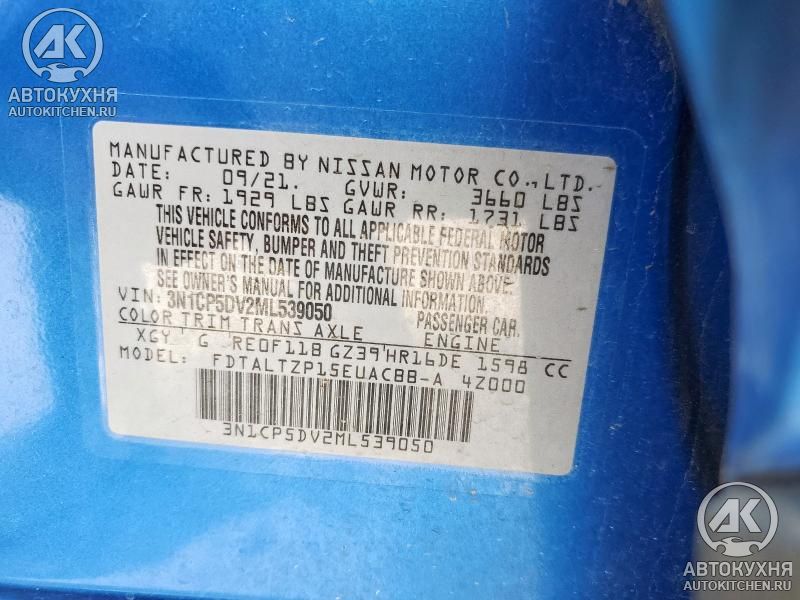 AK
АВТОКУХНЯ
AUTOKITCHEN.RU
MANUFACTURED BY NISSAN MOTOR CO., LTD.
DATE: 09/21. GVWR: 3660 LBS
GAWR FR: 1929 LBS GAWR RR: 1731 LBS
THIS VEHICLE CONFORMS TO ALL APPLICABLE FEDERAL MOTOR
VEHICLE SAFETY, BUMPER AND THEFT PREVENTION STANDARDS
IN EFFECT ON THE DATE OF MANUFACTURE SHOWN ABOVE.
SEE OWNER'S MANUAL FOR ADDITIONAL INFORMATION.
VIN: 3N1CP5DV2ML539050 PASSENGER CAR.
COLOR TRIM TRANS AXLE ENGINE
XGY G RE0F11B GZ39 HR16DE 1598 CC
MODEL: FDTALTZP15EUAC8B-A 4Z000
3N1CP5DV2ML539050
AK
АВТОКУХНЯ
AUTOKITCHEN.RU